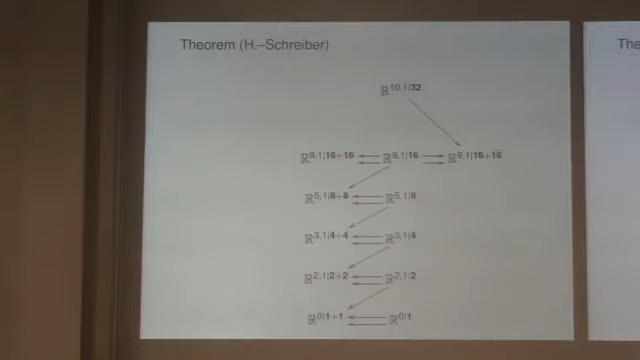 Theorem (H.–Schreiber)
The
ℝ^{10,1|32}
ℝ^{9,1|16+16} ⇇ ℝ^{9,1|16} ⇉ ℝ^{9,1|16+\overline{16}}
ℝ^{5,1|8+8} ⇇ ℝ^{5,1|8}
ℝ^{3,1|4+4} ⇇ ℝ^{3,1|4}
ℝ^{2,1|2+2} ⇇ ℝ^{2,1|2}
ℝ^{0|1+1} ⇇ ℝ^{0|1}